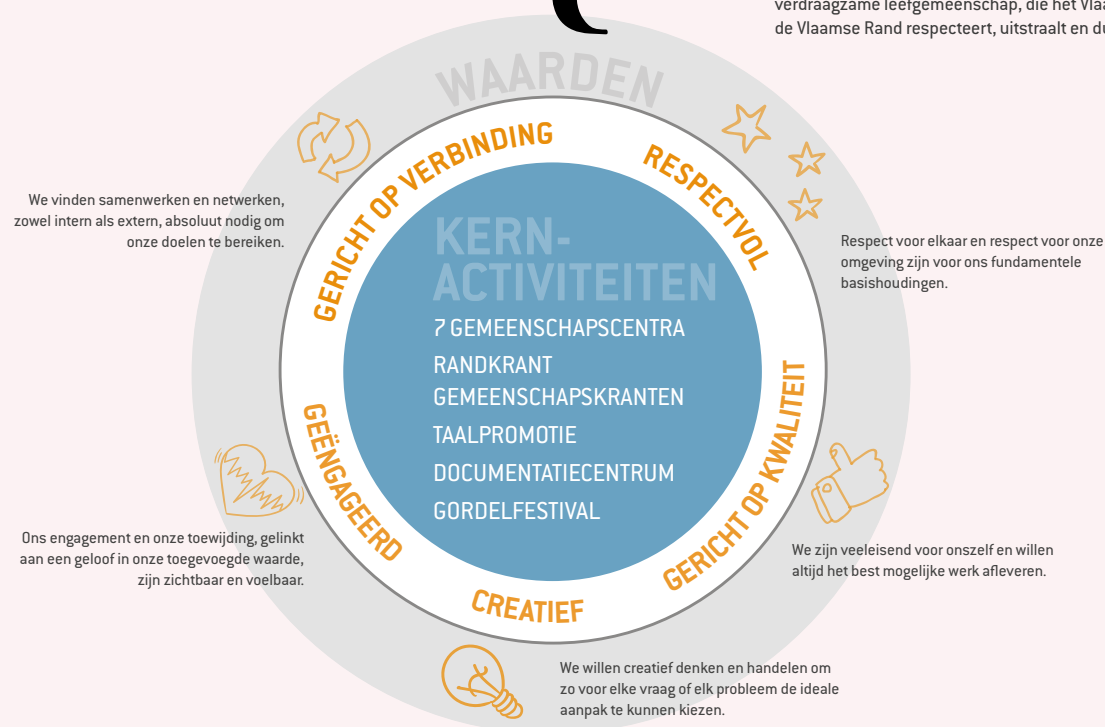 verdraagzame leefgemeenschap, die het
de Vlaamse Rand respecteert, uitstraalt en
WAARDEN
GERICHT OP VERBINDING
RESPECTVOL
We vinden samenwerken en netwerken,
zowel intern als extern, absoluut nodig om
onze doelen te bereiken.
Respect voor elkaar en respect voor onze
omgeving zijn voor ons fundamentele
basishoudingen.
KERN-
ACTIVITEITEN
7 GEMEENSCHAPSCENTRA
RANDKRANT
GEMEENSCHAPSKRANTEN
TAALPROMOTIE
DOCUMENTATIECENTRUM
GORDELFESTIVAL
GEËNGAGEERD
GERICHT OP KWALITEIT
Ons engagement en onze toewijding, gelinkt
aan een geloof in onze toegevoegde waarde,
zijn zichtbaar en voelbaar.
We zijn veeleisend voor onszelf en willen
altijd het best mogelijke werk afleveren.
CREATIEF
We willen creatief denken en handelen om
zo voor elke vraag of elk probleem de ideale
aanpak te kunnen kiezen.